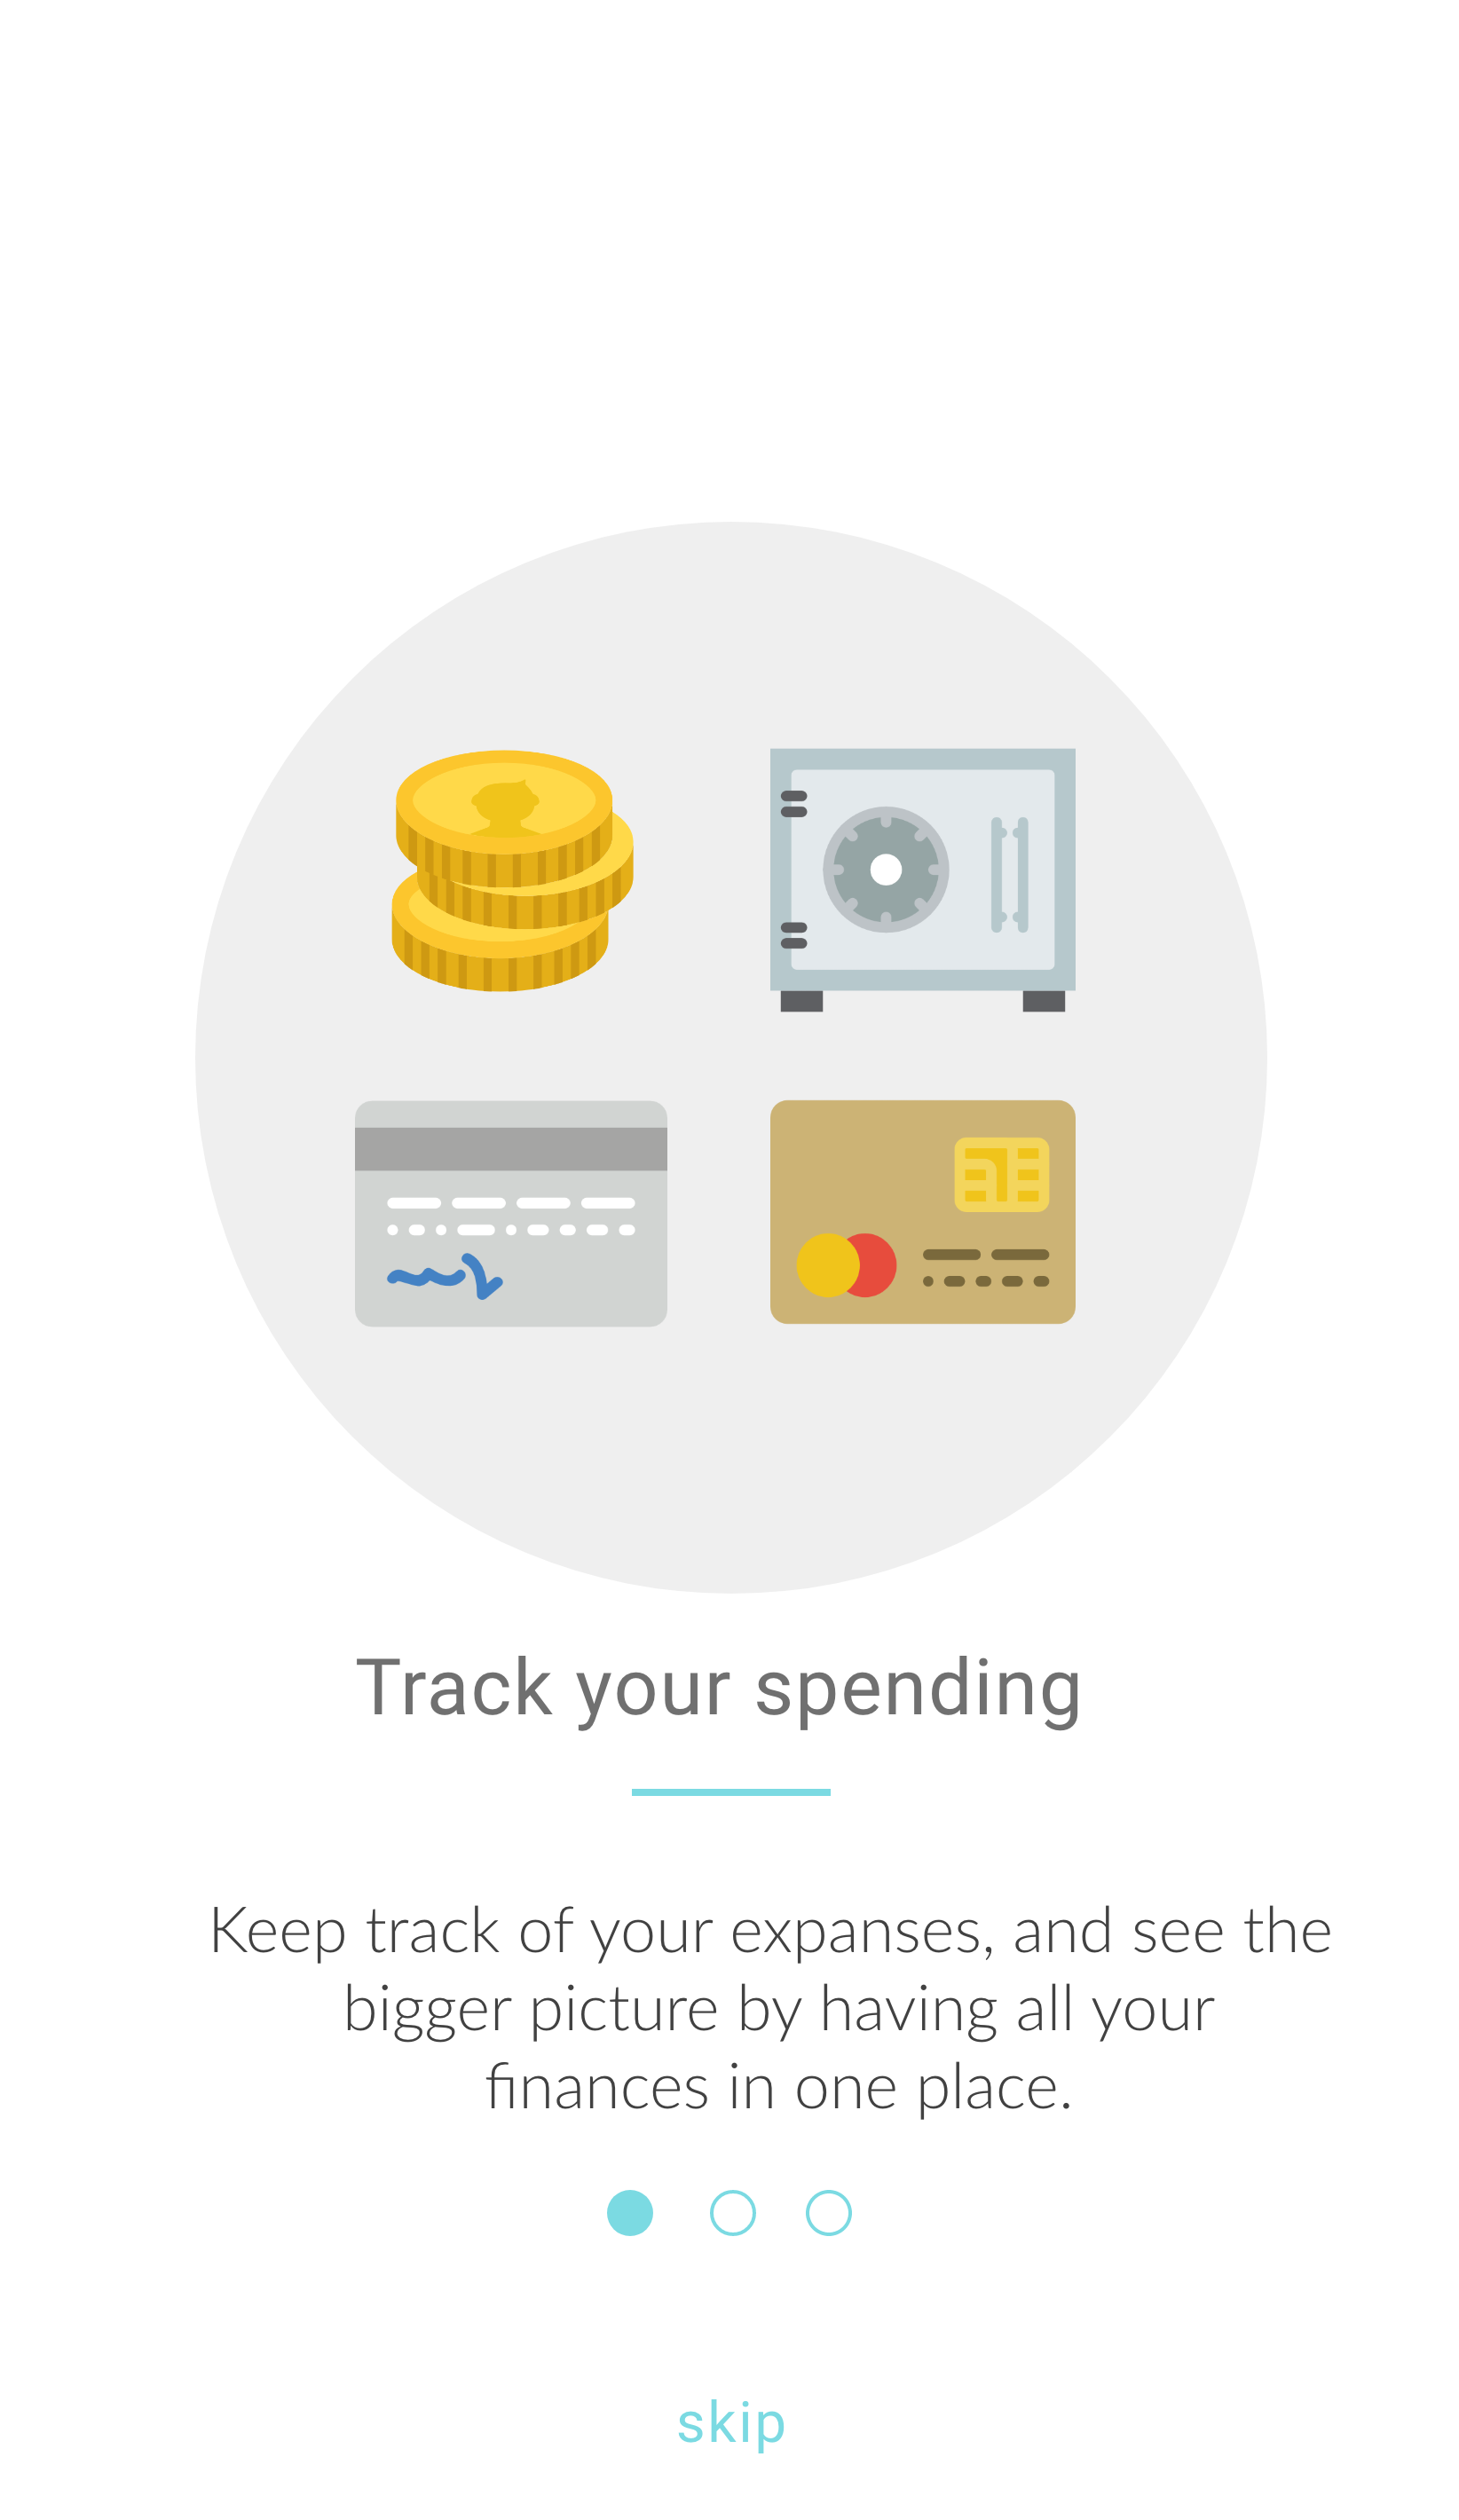 Track your spending
Keep track of your expanses, and see the
bigger picture by having all your
finances in one place.
skip